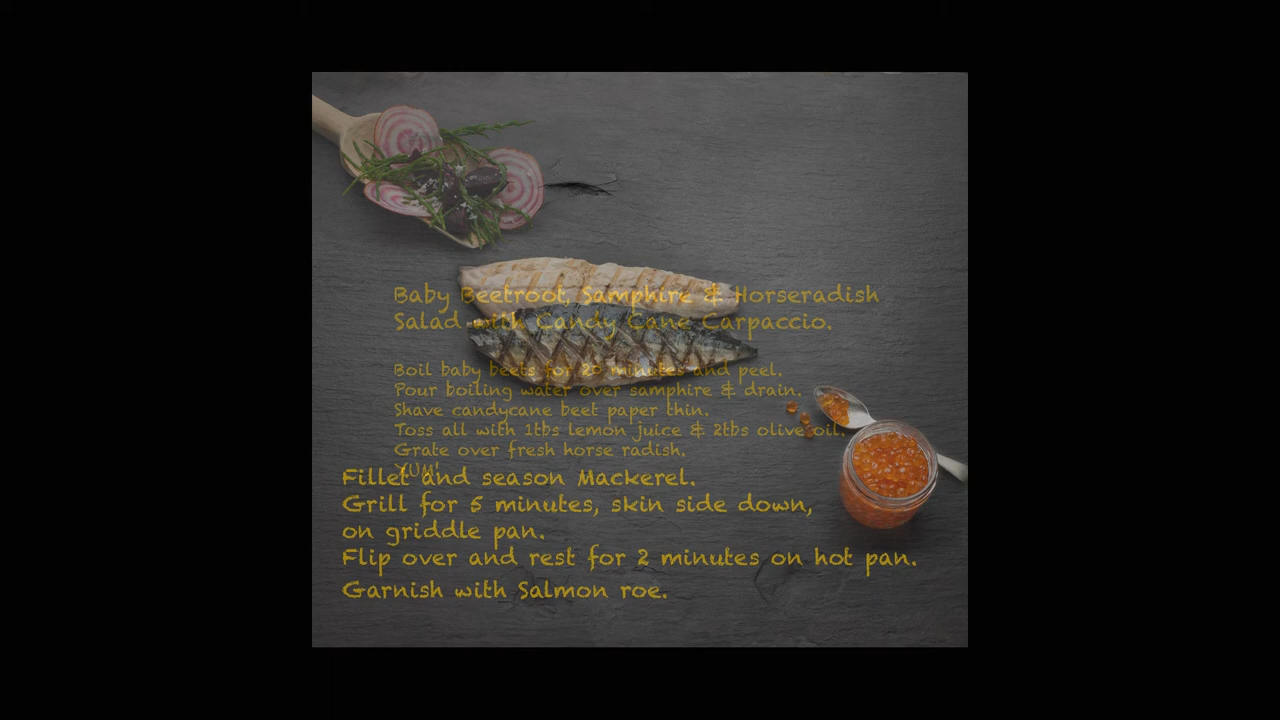 Baby Beetroot, Samphire & Horseradish
Salad with Candy Cane Carpaccio.
Boil baby beets for 20 minutes and peel.
Pour boiling water over samphire & drain.
Shave candycane beet paper thin.
Toss all with 1tbs lemon juice & 2tbs olive oil.
Grate over fresh horse radish.
YUM!
Fillet and season Mackerel.
Grill for 5 minutes, skin side down,
on griddle pan.
Flip over and rest for 2 minutes on hot pan.
Garnish with Salmon roe.